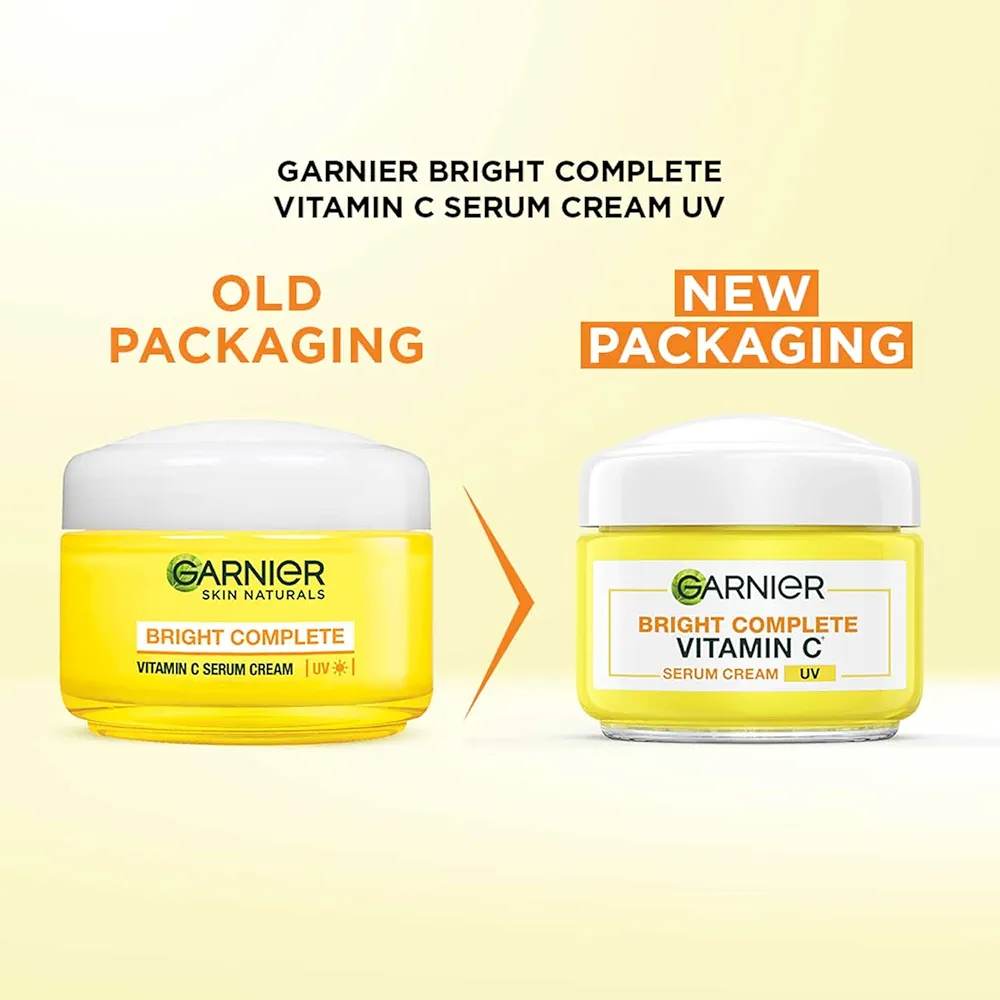 GARNIER BRIGHT COMPLETE
VITAMIN C SERUM CREAM UV
OLD
PACKAGING
NEW
PACKAGING
GARNIER
SKIN NATURALS
BRIGHT COMPLETE
VITAMIN C SERUM CREAM | UV |
GARNIER
BRIGHT COMPLETE
VITAMIN C*
SERUM CREAM UV